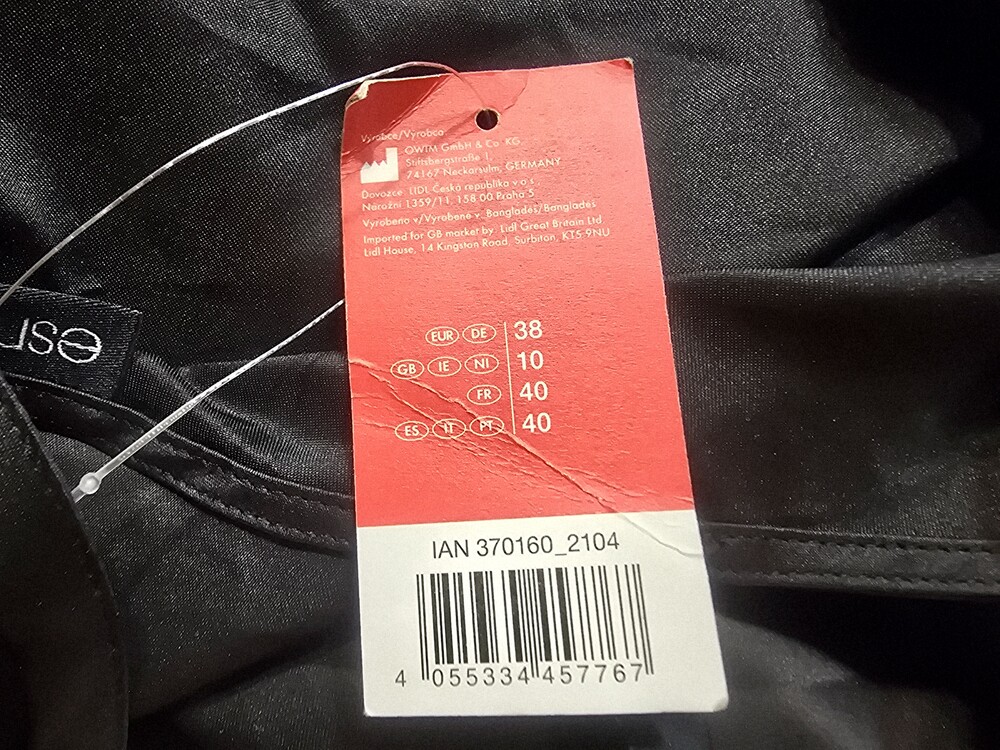 Výrobce/Výrobca:
OWIM GmbH & Co. KG
Stiftsbergstraße 1
74167 Neckarsulm, GERMANY
Dovozce: LIDL Česká republika v.o.s.
Nárožní 1359/11, 158 00 Praha 5
Vyrobeno v/Vyrobené v: Bangladéš/Bangladéš
Imported for GB market by: Lidl Great Britain Ltd
Lidl House, 14 Kingston Road, Surbiton, KT5 9NU
EUR DE 38
GB IE NI 10
FR 40
ES IT PT 40
IAN 370160_2104
4 055334 457767